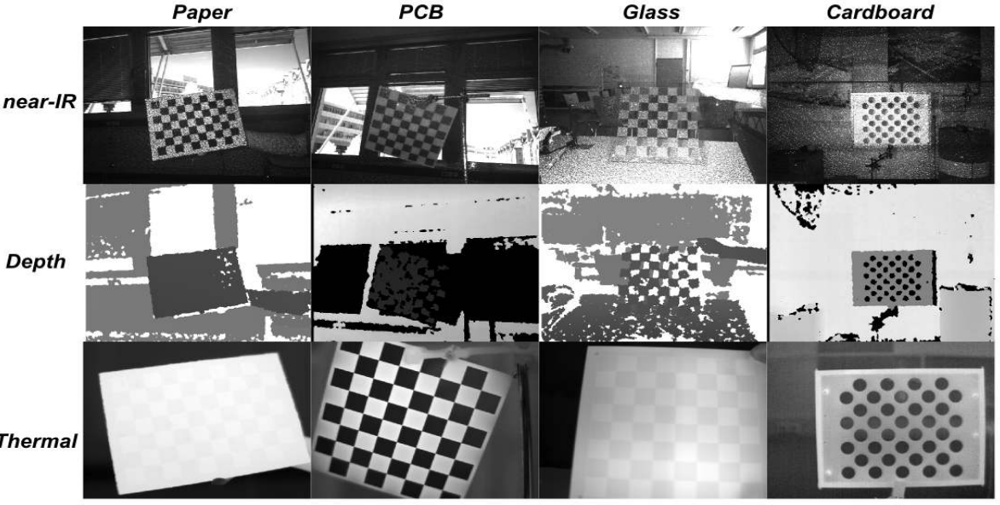 Paper PCB Glass Cardboard
near-IR
Depth
Thermal